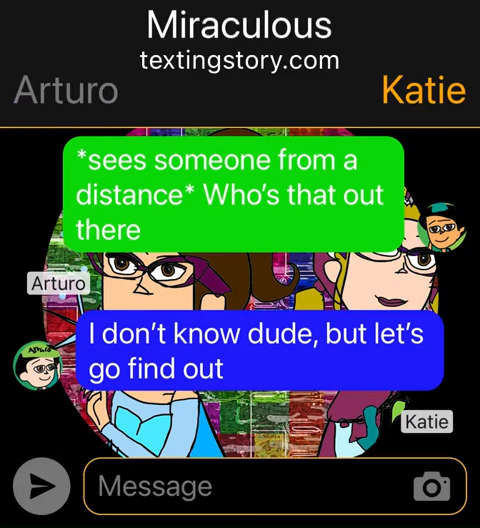 Miraculous
textingstory.com
Arturo
Katie
*sees someone from a
distance* Who's that out
there
Arturo
I don't know dude, but let's
go find out
Katie
Message